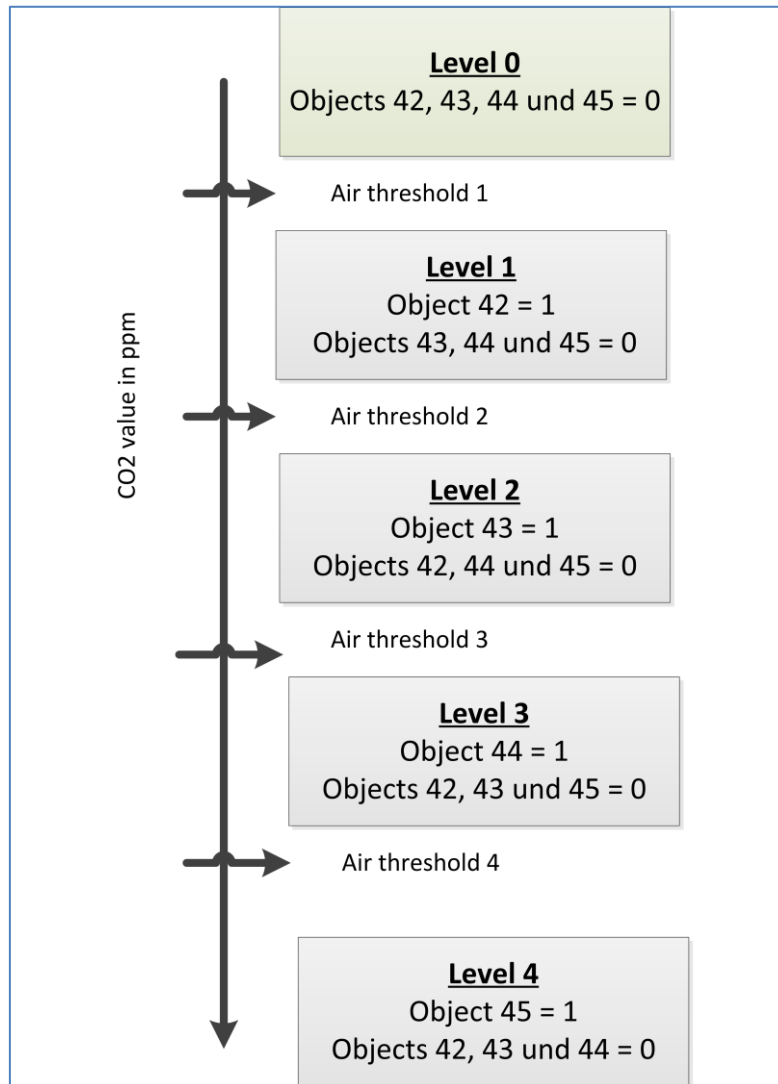 Level 0
Objects 42, 43, 44 und 45 = 0
Air threshold 1
Level 1
Object 42 = 1
Objects 43, 44 und 45 = 0
CO2 value in ppm
Air threshold 2
Level 2
Object 43 = 1
Objects 42, 44 und 45 = 0
Air threshold 3
Level 3
Object 44 = 1
Objects 42, 43 und 45 = 0
Air threshold 4
Level 4
Object 45 = 1
Objects 42, 43 und 44 = 0